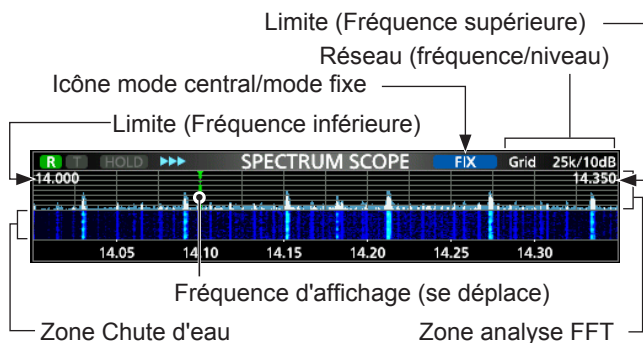 Limite (Fréquence supérieure)
Réseau (fréquence/niveau)
Icône mode central/mode fixe
Limite (Fréquence inférieure)
R T HOLD SPECTRUM SCOPE FIX Grid 25k/10dB
14.000 14.350
14.05 14.10 14.15 14.20 14.25 14.30
Fréquence d'affichage (se déplace)
Zone Chute d'eau Zone analyse FFT